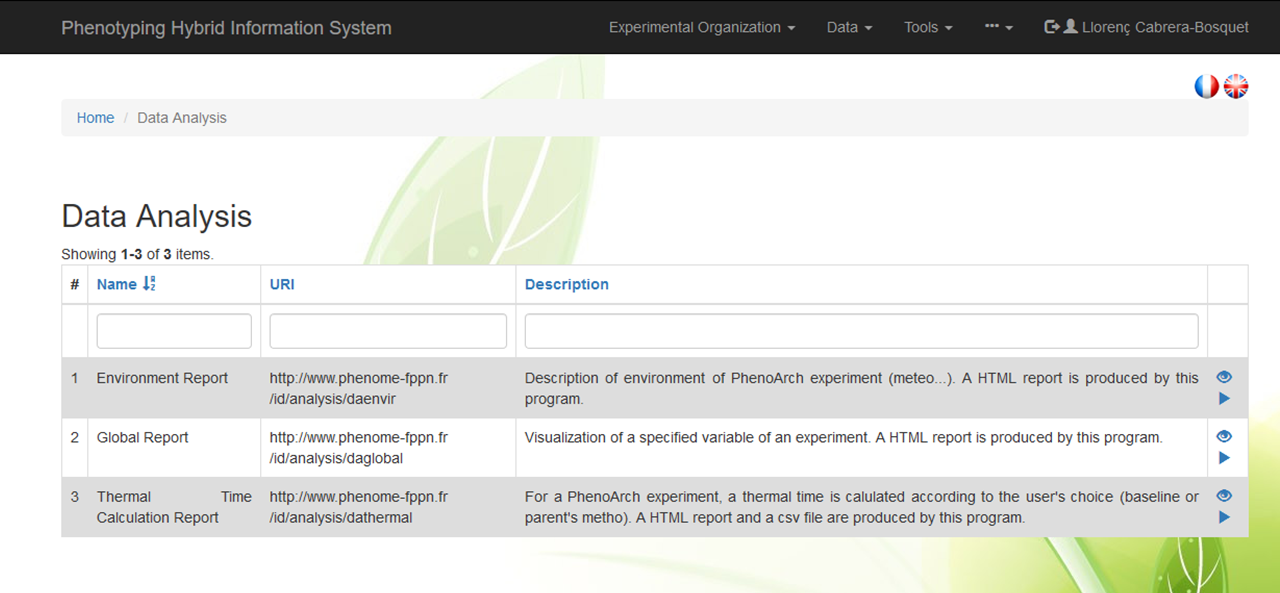 Phenotyping Hybrid Information System
Experimental Organization Data Tools ··· Llorenç Cabrera-Bosquet
Home / Data Analysis
Data Analysis
Showing 1-3 of 3 items.
# Name URI Description
1 Environment Report http://www.phenome-fppn.fr Description of environment of PhenoArch experiment (meteo...). A HTML report is produced by this
/id/analysis/daenvir program.
2 Global Report http://www.phenome-fppn.fr Visualization of a specified variable of an experiment. A HTML report is produced by this program.
/id/analysis/daglobal
3 Thermal Time http://www.phenome-fppn.fr For a PhenoArch experiment, a thermal time is calulated according to the user's choice (baseline or
Calculation Report /id/analysis/dathermal parent's metho). A HTML report and a csv file are produced by this program.